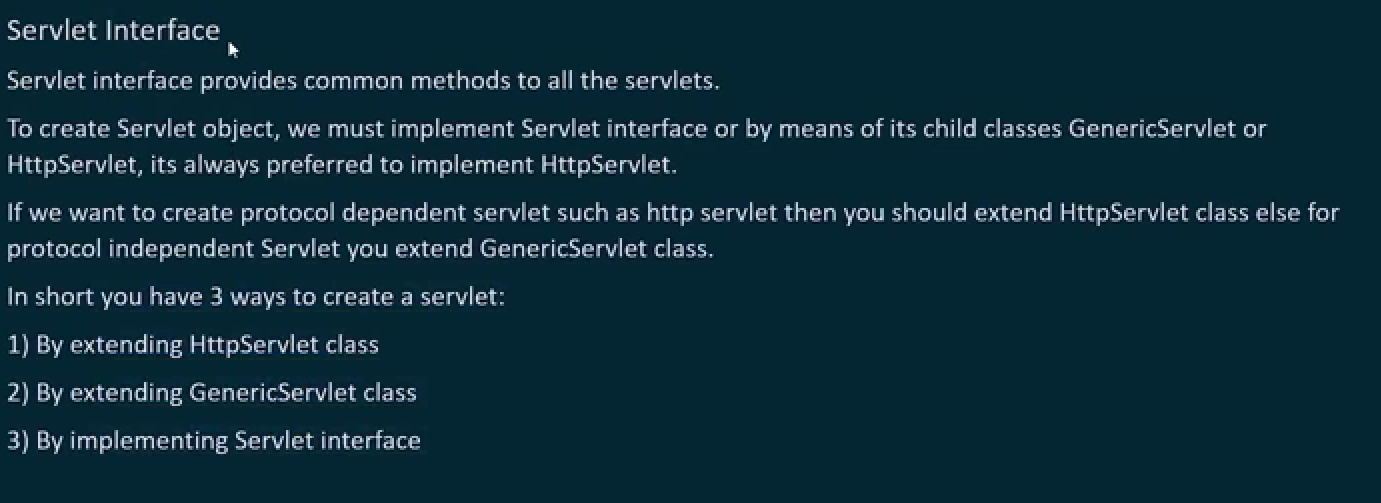 Servlet Interface
Servlet interface provides common methods to all the servlets.
To create Servlet object, we must implement Servlet interface or by means of its child classes GenericServlet or
HttpServlet, its always preferred to implement HttpServlet.
If we want to create protocol dependent servlet such as http servlet then you should extend HttpServlet class else for
protocol independent Servlet you extend GenericServlet class.
In short you have 3 ways to create a servlet:
1) By extending HttpServlet class
2) By extending GenericServlet class
3) By implementing Servlet interface